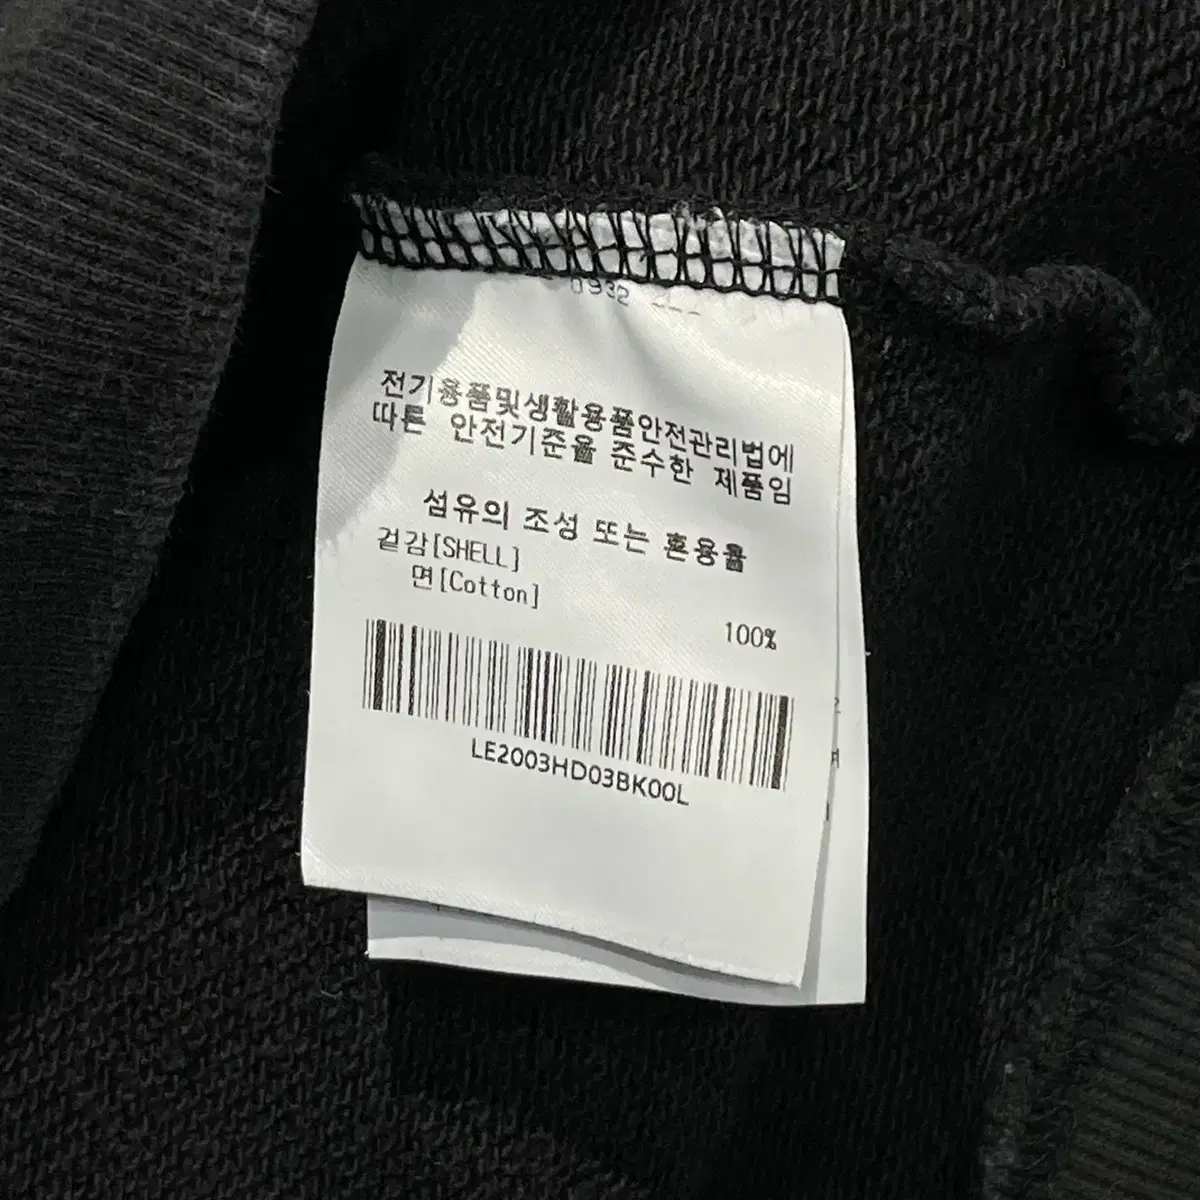 0932
전기용품및생활용품안전관리법에
따른 안전기준을 준수한 제품임
섬유의 조성 또는 혼용율
겉감[SHELL]
면[Cotton]
100%
LE2003HD03BK00L